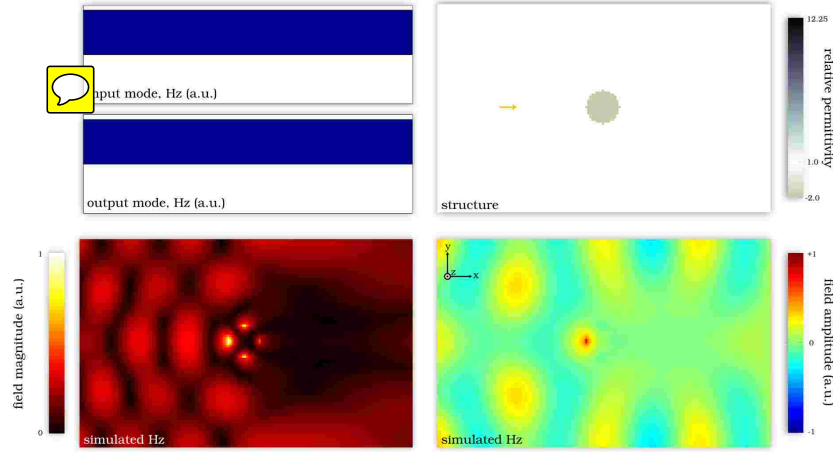 nput mode, Hz (a.u.)
output mode, Hz (a.u.)
structure
12.25
1.0
-2.0
relative permittivity
field magnitude (a.u.)
1
0
simulated Hz
y
z
x
simulated Hz
+1
0
-1
field amplitude (a.u.)